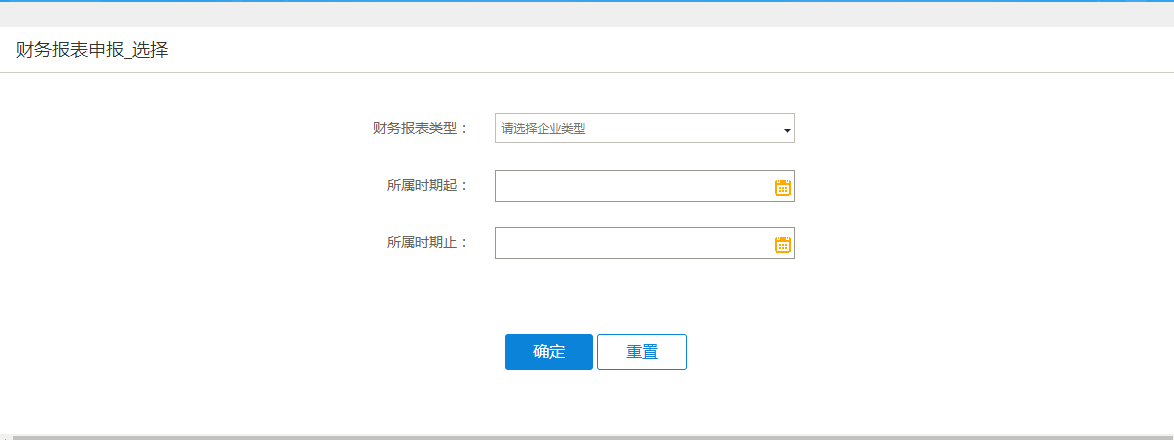 财务报表申报_选择
财务报表类型：
请选择企业类型
所属时期起：
所属时期止：
确定
重置